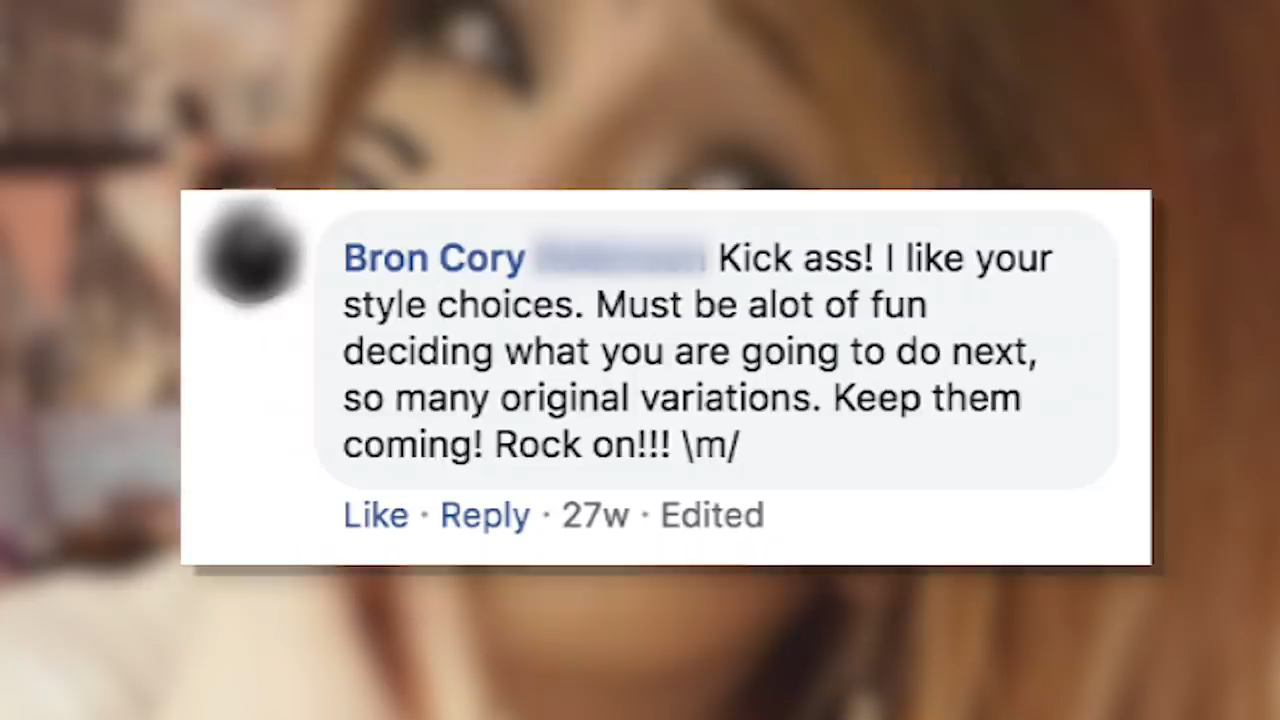 Bron Cory Kick ass! I like your
style choices. Must be alot of fun
deciding what you are going to do next,
so many original variations. Keep them
coming! Rock on!!! \m/
Like · Reply · 27w · Edited